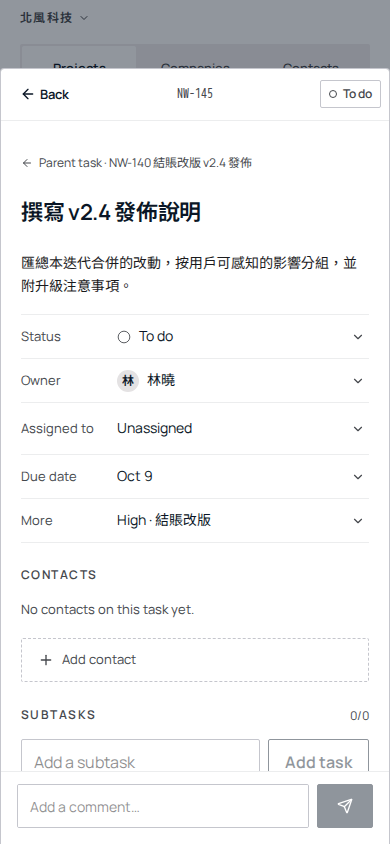 北風科技
Projects Companies Contacts
Back NW-145 To do
Parent task · NW-140 結賬改版 v2.4 發佈
撰寫 v2.4 發佈說明
匯總本迭代合併的改動，按用戶可感知的影響分組，並
附升級注意事項。
Status To do
Owner 林 林曉
Assigned to Unassigned
Due date Oct 9
More High · 結賬改版
CONTACTS
No contacts on this task yet.
Add contact
SUBTASKS 0/0
Add a subtask Add task
Add a comment...